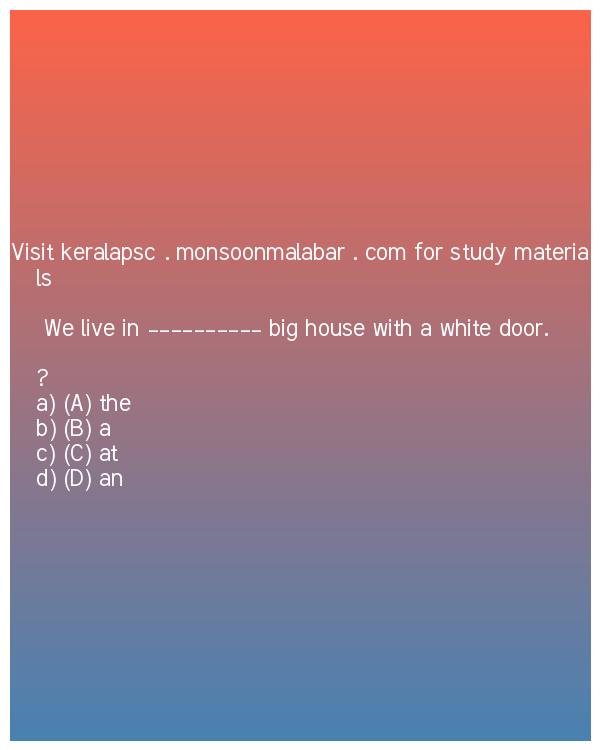 Visit keralapsc . monsoonmalabar . com for study materia
ls
We live in ---------- big house with a white door.
?
a) (A) the
b) (B) a
c) (C) at
d) (D) an